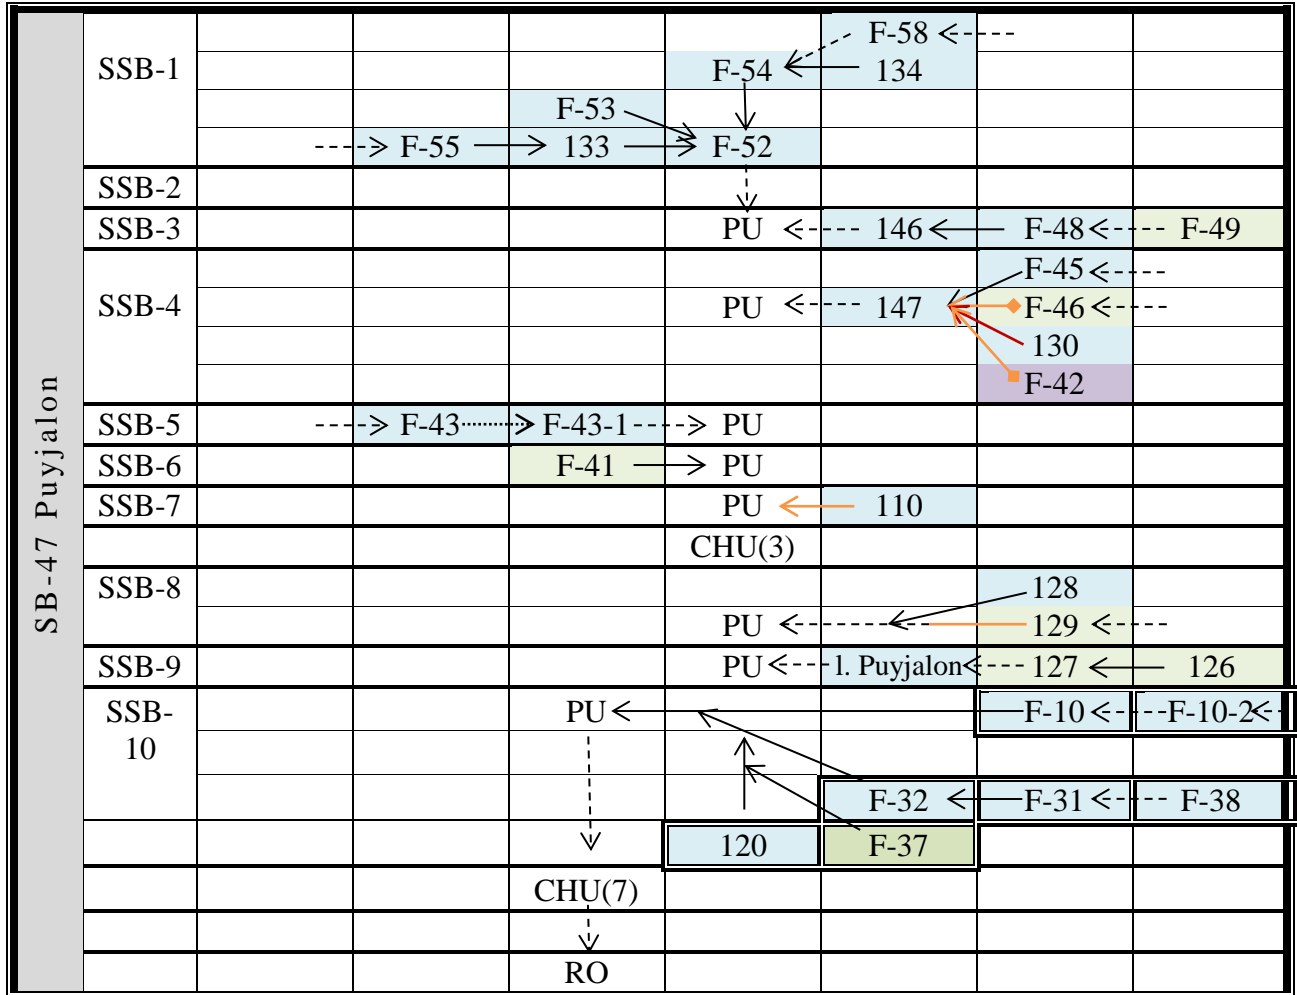 SB-47 Puyjalon
F-58
SSB-1 F-54 134
F-53
F-55 133 F-52
SSB-2
SSB-3 PU 146 F-48 F-49
F-45
SSB-4 PU 147 F-46
130
F-42
SSB-5 F-43 F-43-1 PU
SSB-6 F-41 PU
SSB-7 PU 110
CHU(3)
SSB-8 128
PU 129
SSB-9 PU l. Puyjalon 127 126
SSB- PU F-10 F-10-2
10
F-32 F-31 F-38
120 F-37
CHU(7)
RO